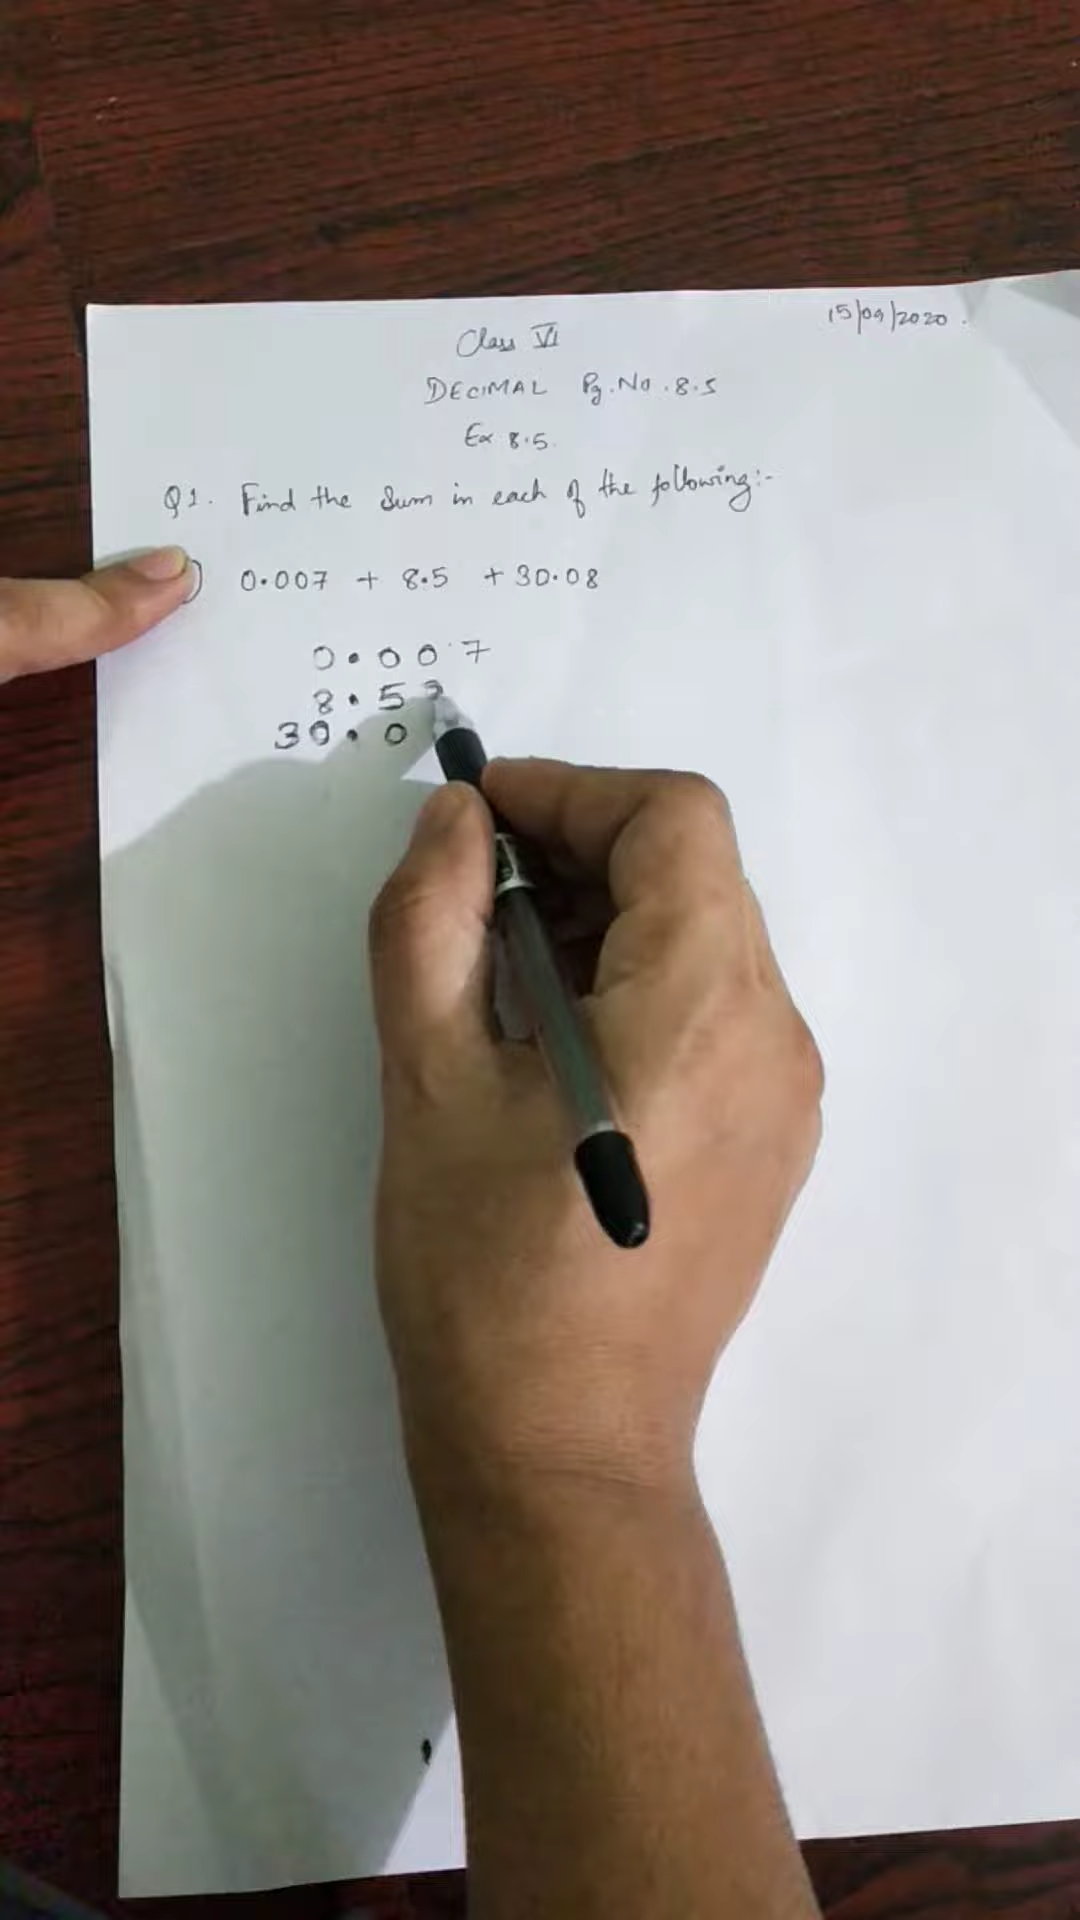 15/09/2020.
Class VI
DECIMAL Pg.No.8.5
Ex 8.5.
Q1. Find the Sum in each of the following:-
) 0.007 + 8.5 + 30.08
0.007
8.5
30.0